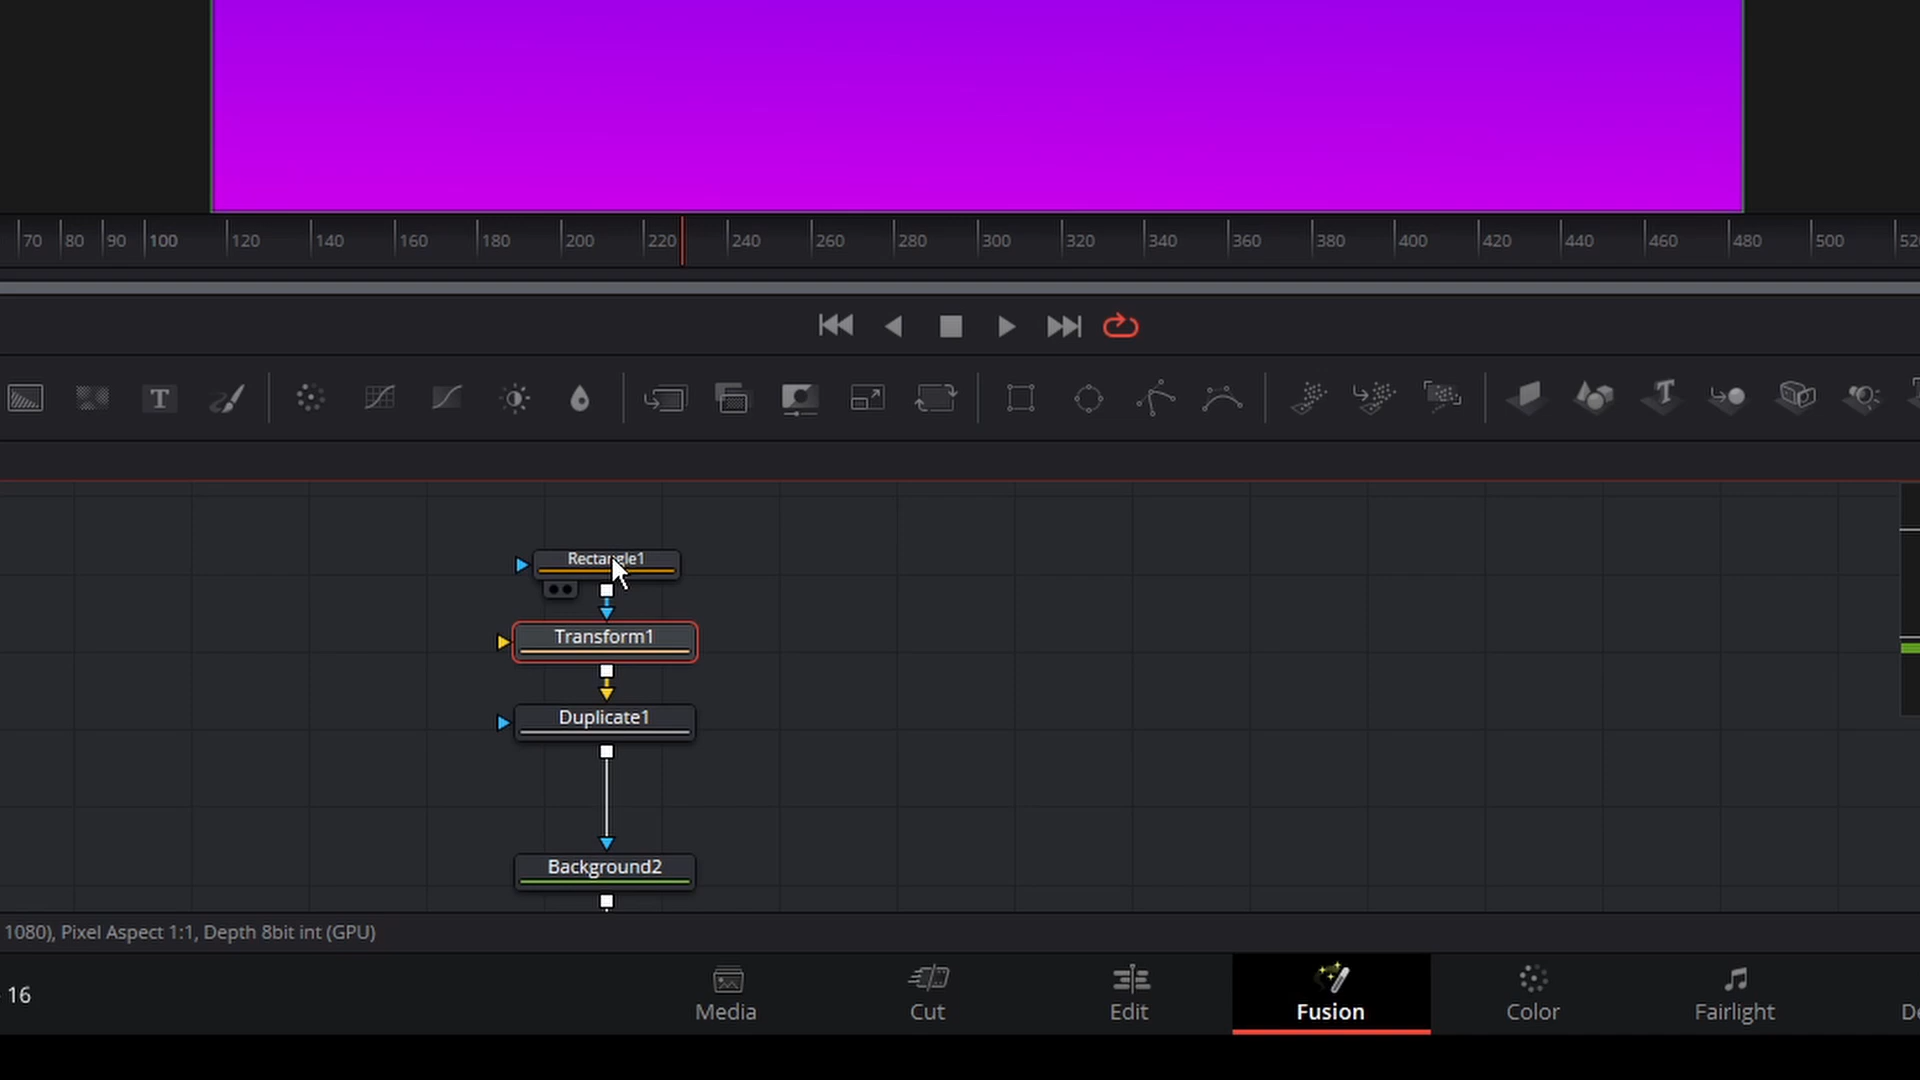 70 80 90 100 120 140 160 180 200 220 240 260 280 300 320 340 360 380 400 420 440 460 480 500 52
T
Rectangle1
Transform1
Duplicate1
Background2
1080), Pixel Aspect 1:1, Depth 8bit int (GPU)
16
Media Cut Edit Fusion Color Fairlight De